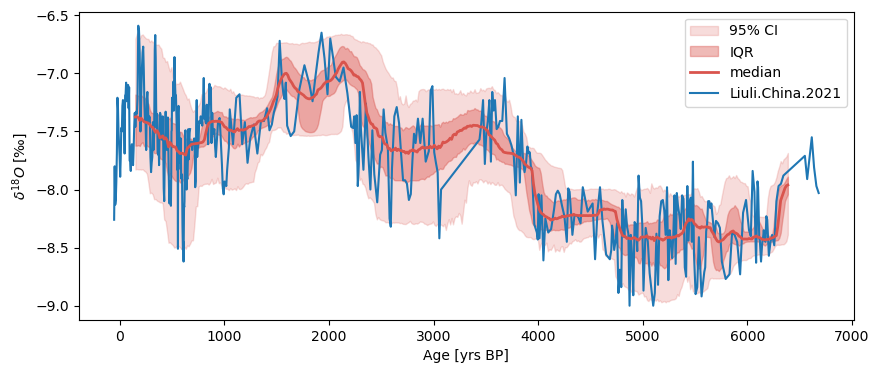 −6.5
−7.0
−7.5
−8.0
−8.5
−9.0
δ¹⁸O [‰]
0
1000
2000
3000
4000
5000
6000
7000
Age [yrs BP]
95% CI
IQR
median
Liuli.China.2021